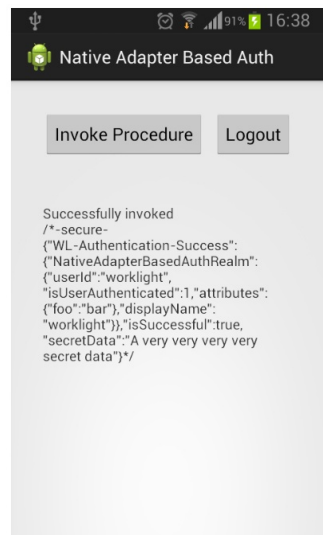 91% 16:38
Native Adapter Based Auth
Invoke Procedure Logout
Successfully invoked
/*-secure-
{"WL-Authentication-Success":
{"NativeAdapterBasedAuthRealm":
{"userId":"worklight",
"isUserAuthenticated":1,"attributes":
{"foo":"bar"},"displayName":
"worklight"}},"isSuccessful":true,
"secretData":"A very very very very
secret data"}*/